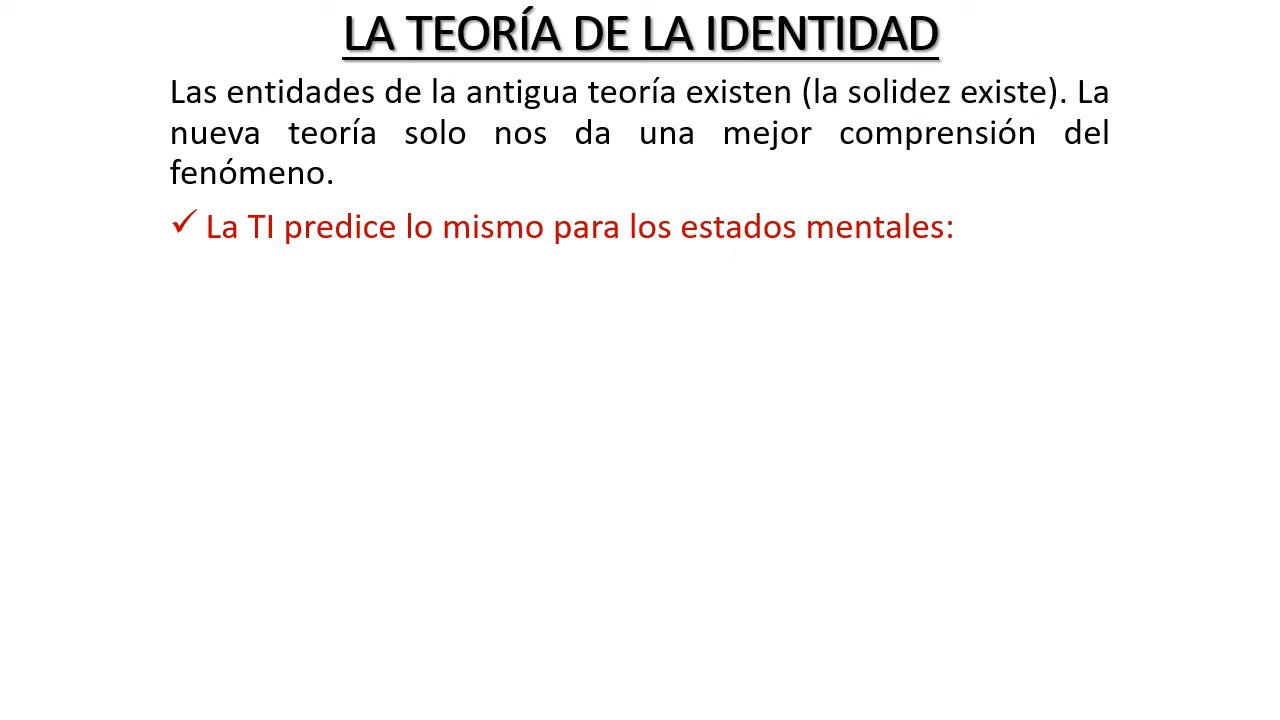 LA TEORÍA DE LA IDENTIDAD
Las entidades de la antigua teoría existen (la solidez existe). La
nueva teoría solo nos da una mejor comprensión del
fenómeno.
✓ La TI predice lo mismo para los estados mentales: